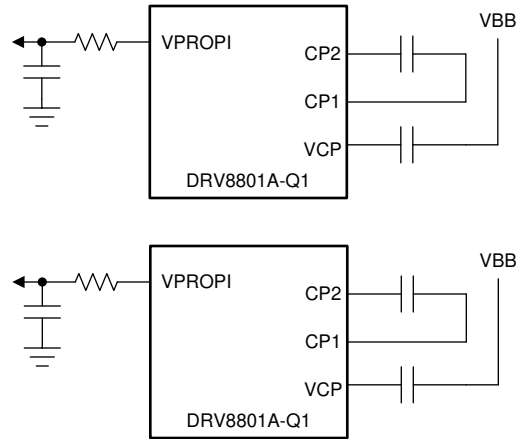 VBB
VPROPI
CP2
CP1
VCP
DRV8801A-Q1
VBB
VPROPI
CP2
CP1
VCP
DRV8801A-Q1